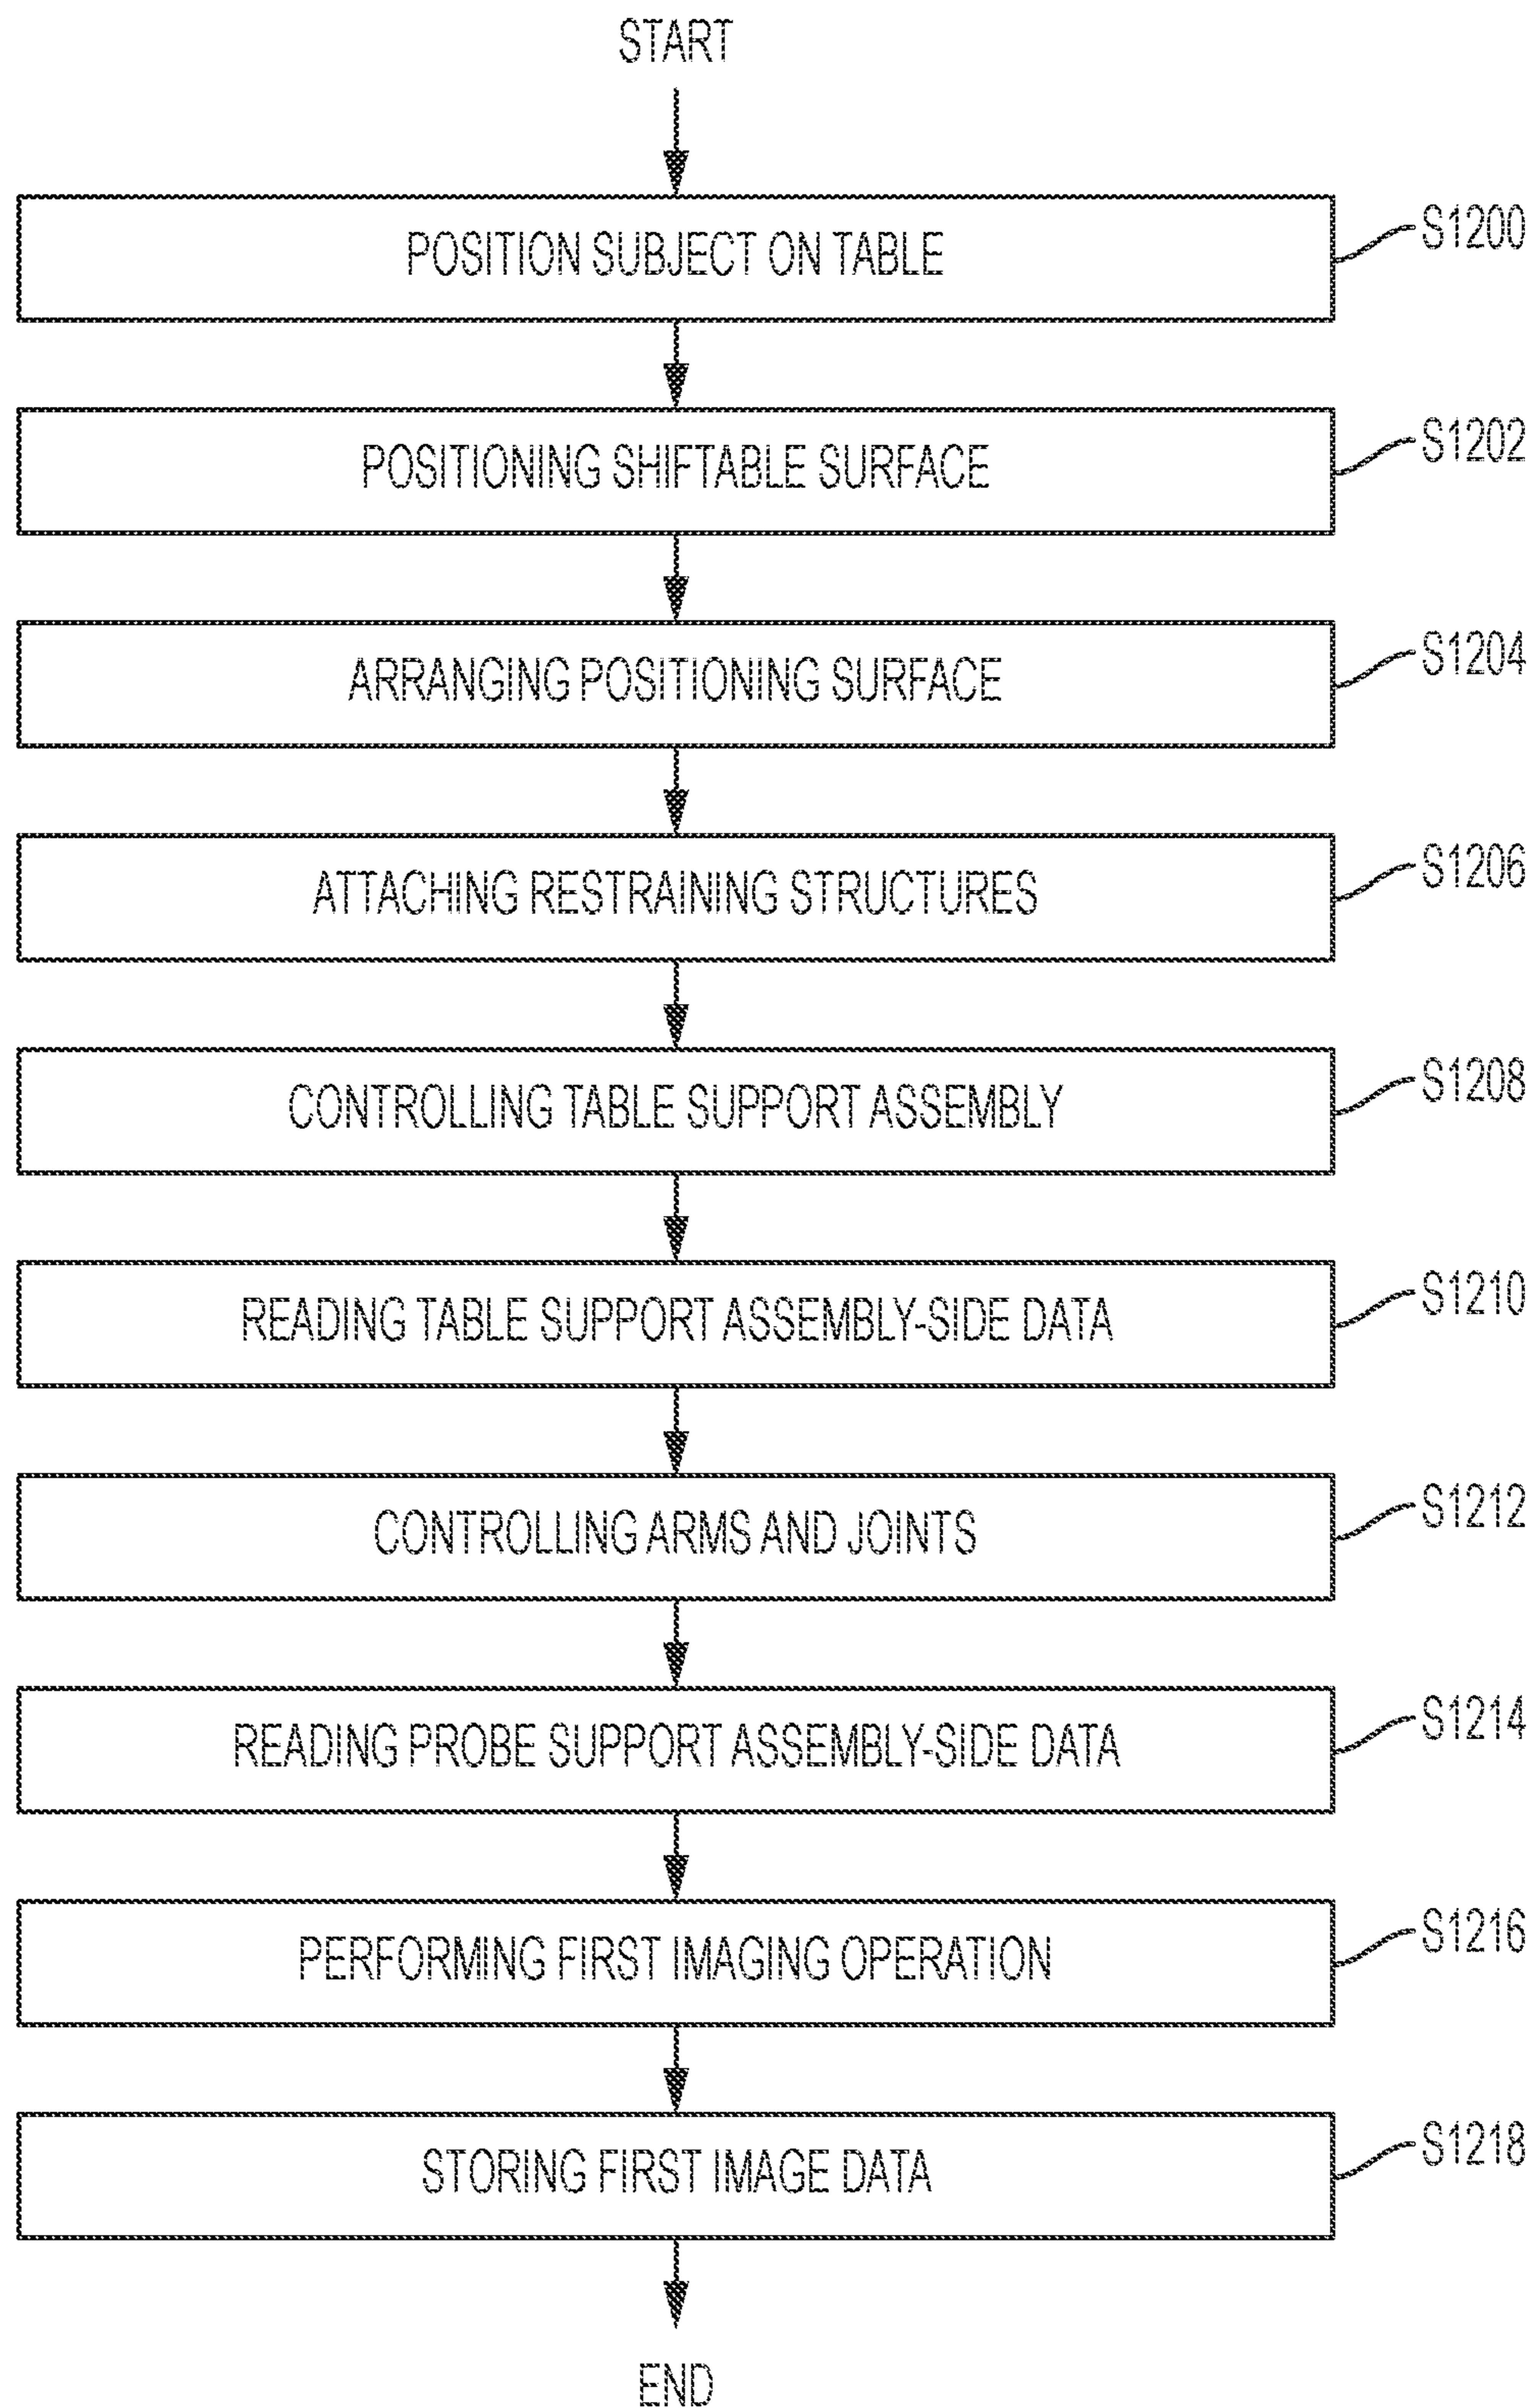 START
POSITION SUBJECT ON TABLE
S1200
POSITIONING SHIFTABLE SURFACE
S1202
ARRANGING POSITIONING SURFACE
S1204
ATTACHING RESTRAINING STRUCTURES
S1206
CONTROLLING TABLE SUPPORT ASSEMBLY
S1208
READING TABLE SUPPORT ASSEMBLY-SIDE DATA
S1210
CONTROLLING ARMS AND JOINTS
S1212
READING PROBE SUPPORT ASSEMBLY-SIDE DATA
S1214
PERFORMING FIRST IMAGING OPERATION
S1216
STORING FIRST IMAGE DATA
S1218
END